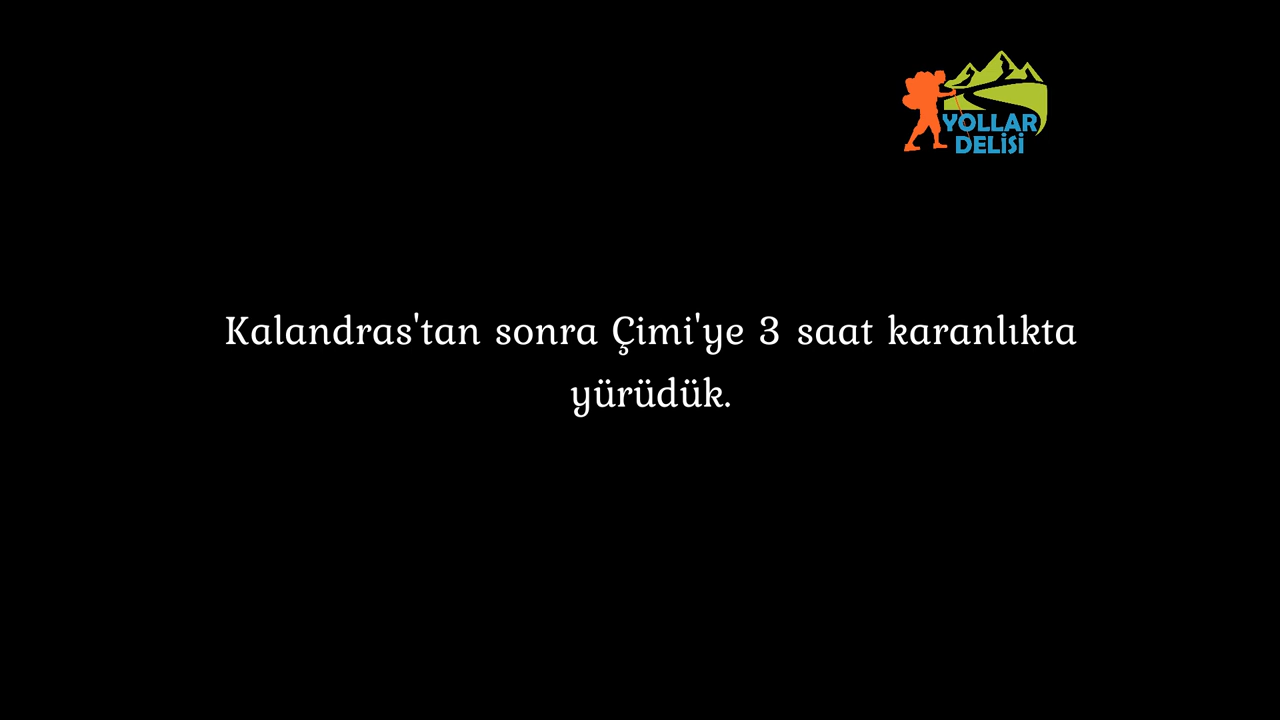 YOLLAR
DELİSİ
Kalandras'tan sonra Çimi'ye 3 saat karanlıkta
yürüdük.